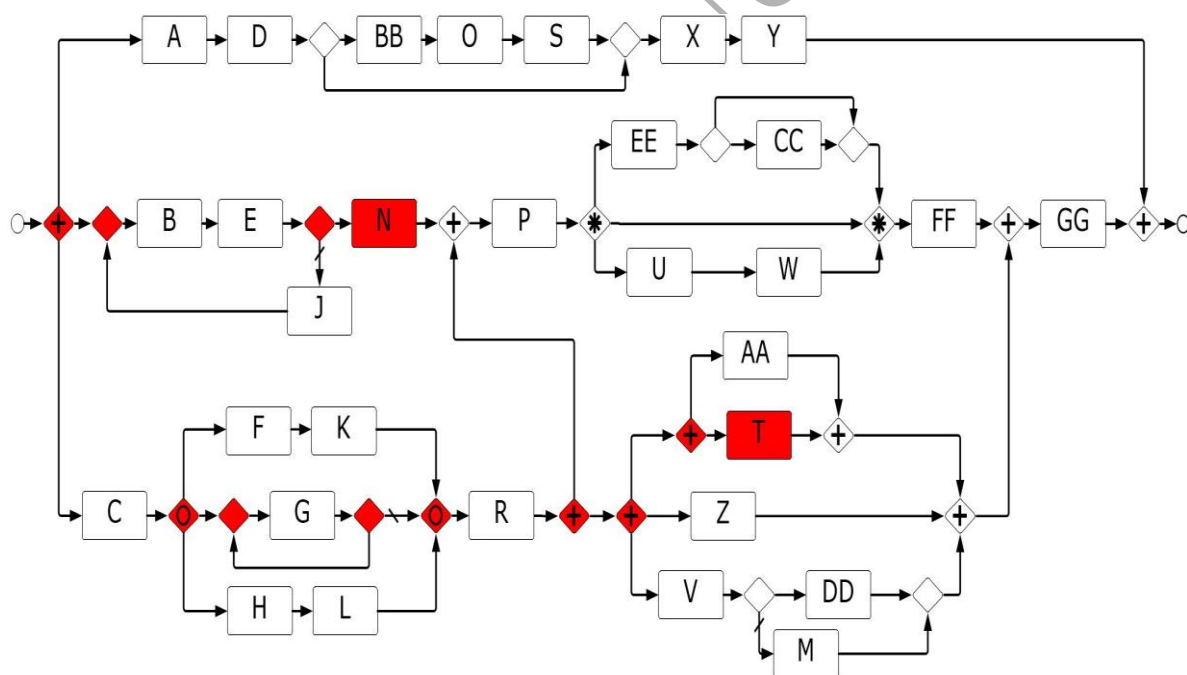 A D BB O S X Y
EE CC
B E N P FF GG
U W
J
AA
F K
T
C G R Z
V DD
H L
M